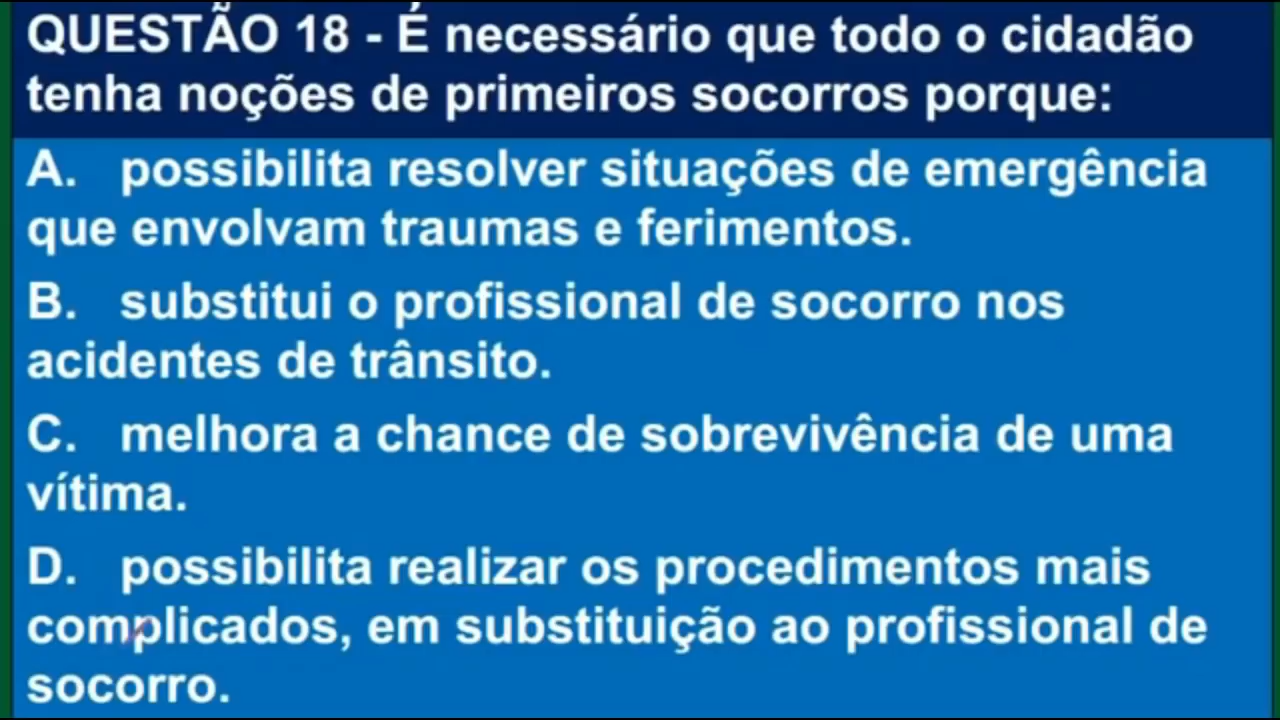 QUESTÃO 18 - É necessário que todo o cidadão
tenha noções de primeiros socorros porque:
A. possibilita resolver situações de emergência
que envolvam traumas e ferimentos.
B. substitui o profissional de socorro nos
acidentes de trânsito.
C. melhora a chance de sobrevivência de uma
vítima.
D. possibilita realizar os procedimentos mais
complicados, em substituição ao profissional de
socorro.